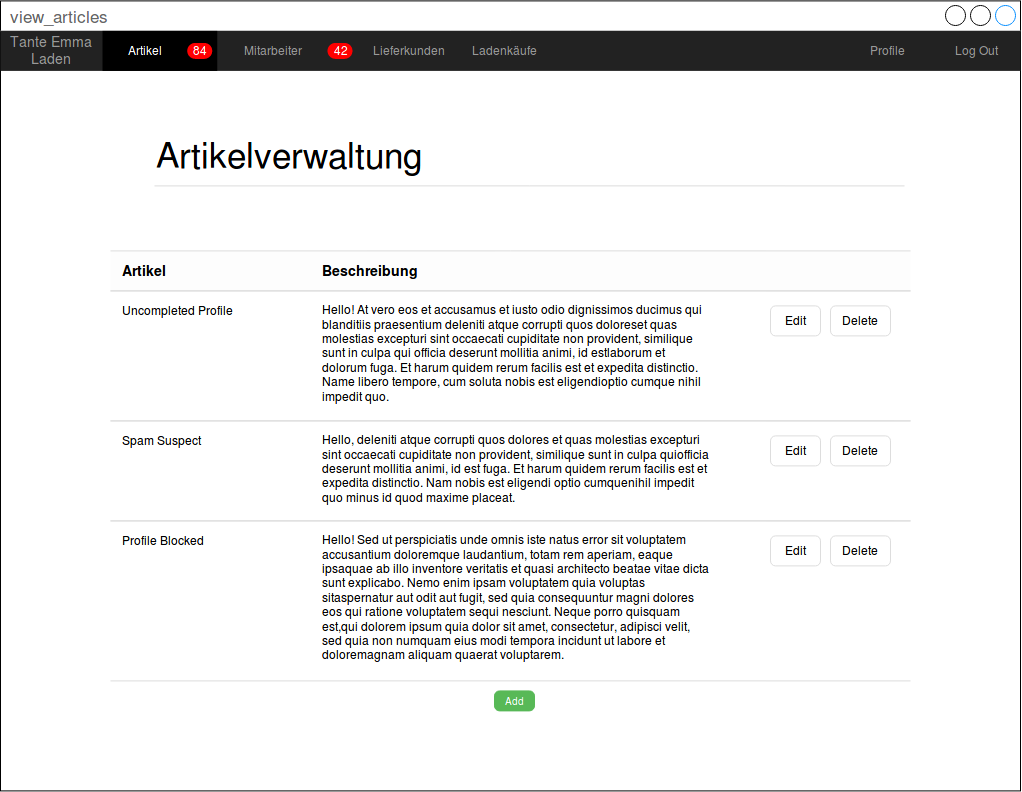 view_articles
Tante Emma
Laden
Artikel 84 Mitarbeiter 42 Lieferkunden Ladenkäufe Profile Log Out
Artikelverwaltung
Artikel Beschreibung
Uncompleted Profile Hello! At vero eos et accusamus et iusto odio dignissimos ducimus qui Edit Delete
blanditiis praesentium deleniti atque corrupti quos doloreset quas
molestias excepturi sint occaecati cupiditate non provident, similique
sunt in culpa qui officia deserunt mollitia animi, id estlaborum et
dolorum fuga. Et harum quidem rerum facilis est et expedita distinctio.
Name libero tempore, cum soluta nobis est eligendioptio cumque nihil
impedit quo.
Spam Suspect Hello, deleniti atque corrupti quos dolores et quas molestias excepturi Edit Delete
sint occaecati cupiditate non provident, similique sunt in culpa quiofficia
deserunt mollitia animi, id est fuga. Et harum quidem rerum facilis est et
expedita distinctio. Nam nobis est eligendi optio cumquenihil impedit
quo minus id quod maxime placeat.
Profile Blocked Hello! Sed ut perspiciatis unde omnis iste natus error sit voluptatem Edit Delete
accusantium doloremque laudantium, totam rem aperiam, eaque
ipsaquae ab illo inventore veritatis et quasi architecto beatae vitae dicta
sunt explicabo. Nemo enim ipsam voluptatem quia voluptas
sitaspernatur aut odit aut fugit, sed quia consequuntur magni dolores
eos qui ratione voluptatem sequi nesciunt. Neque porro quisquam
est,qui dolorem ipsum quia dolor sit amet, consectetur, adipisci velit,
sed quia non numquam eius modi tempora incidunt ut labore et
doloremagnam aliquam quaerat voluptatem.
Add